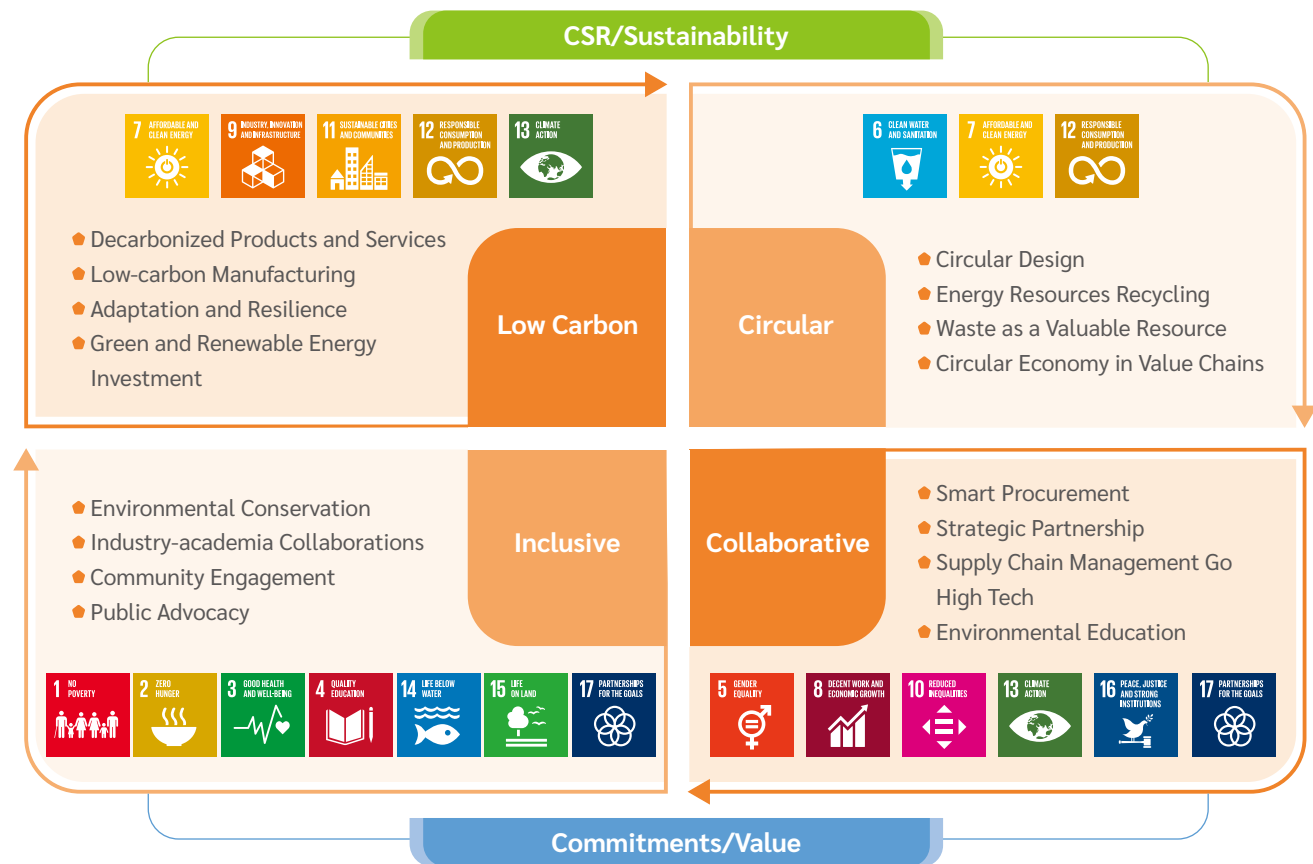 CSR/Sustainability
7 AFFORDABLE AND
CLEAN ENERGY
9 INDUSTRY, INNOVATION
AND INFRASTRUCTURE
11 SUSTAINABLE CITIES
AND COMMUNITIES
12 RESPONSIBLE
CONSUMPTION
AND PRODUCTION
13 CLIMATE
ACTION
Decarbonized Products and Services
Low-carbon Manufacturing
Adaptation and Resilience
Green and Renewable Energy
Investment
Low Carbon
6 CLEAN WATER
AND SANITATION
7 AFFORDABLE AND
CLEAN ENERGY
12 RESPONSIBLE
CONSUMPTION
AND PRODUCTION
Circular
Circular Design
Energy Resources Recycling
Waste as a Valuable Resource
Circular Economy in Value Chains
Environmental Conservation
Industry-academia Collaborations
Community Engagement
Public Advocacy
Inclusive
1 NO
POVERTY
2 ZERO
HUNGER
3 GOOD HEALTH
AND WELL-BEING
4 QUALITY
EDUCATION
14 LIFE BELOW
WATER
15 LIFE
ON LAND
17 PARTNERSHIPS
FOR THE GOALS
Collaborative
Smart Procurement
Strategic Partnership
Supply Chain Management Go
High Tech
Environmental Education
5 GENDER
EQUALITY
8 DECENT WORK AND
ECONOMIC GROWTH
10 REDUCED
INEQUALITIES
13 CLIMATE
ACTION
16 PEACE, JUSTICE
AND STRONG
INSTITUTIONS
17 PARTNERSHIPS
FOR THE GOALS
Commitments/Value